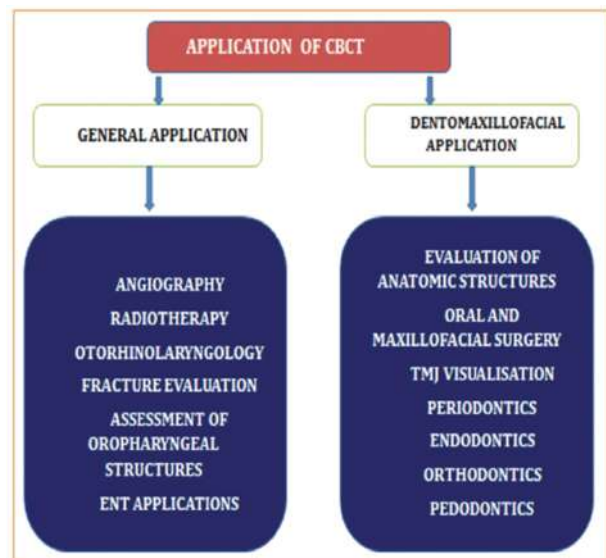 APPLICATION OF CBCT
GENERAL APPLICATION
DENTOMAXILLOFACIAL
APPLICATION
ANGIOGRAPHY
RADIOTHERAPY
OTORHINOLARYNGOLOGY
FRACTURE EVALUATION
ASSESSMENT OF
OROPHARYNGEAL
STRUCTURES
ENT APPLICATIONS
EVALUATION OF
ANATOMIC STRUCTURES
ORAL AND
MAXILLOFACIAL SURGERY
TMJ VISUALISATION
PERIODONTICS
ENDODONTICS
ORTHODONTICS
PEDODONTICS